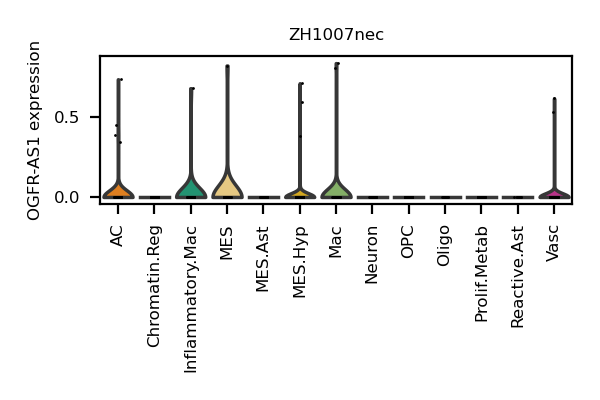 ZH1007nec
OGFR-AS1 expression
0.5
0.0
AC
Chromatin.Reg
Inflammatory.Mac
MES
MES.Ast
MES.Hyp
Mac
Neuron
OPC
Oligo
Prolif.Metab
Reactive.Ast
Vasc